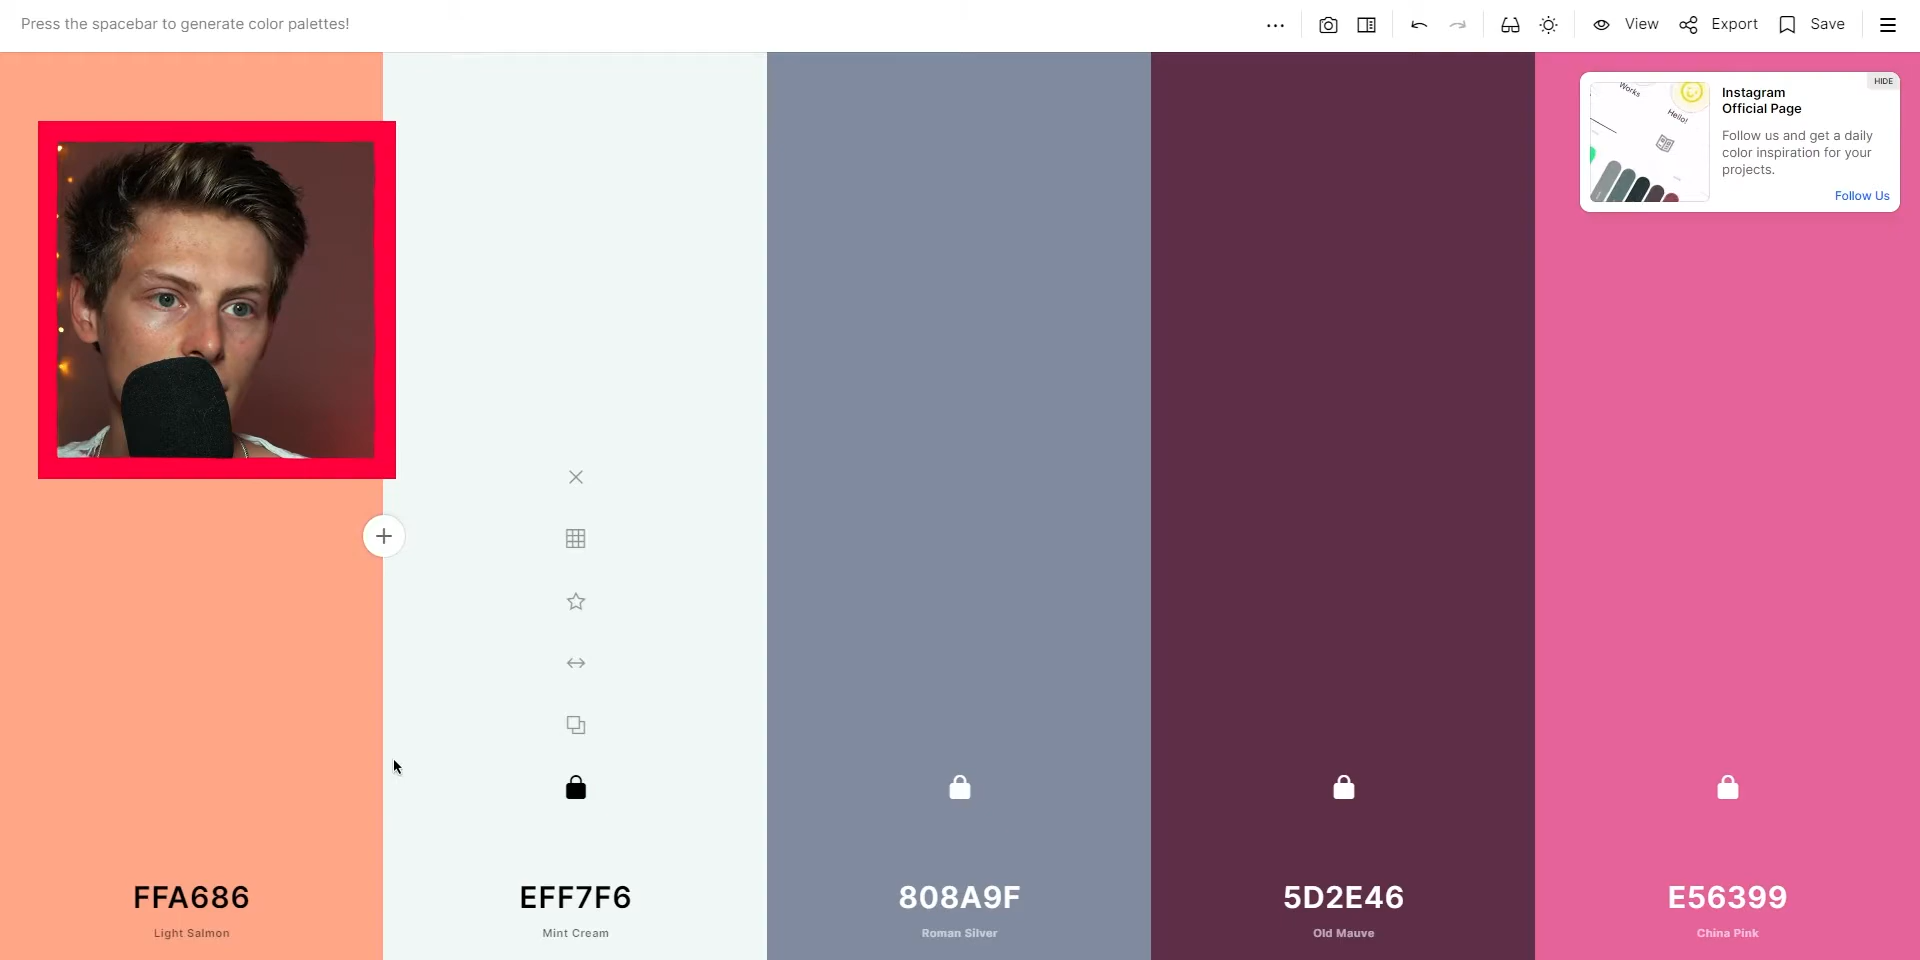 Press the spacebar to generate color palettes!
View
Export
Save
HIDE
Works
Hello!
Instagram
Official Page
Follow us and get a daily
color inspiration for your
projects.
Follow Us
FFA686
EFF7F6
808A9F
5D2E46
E56399
Light Salmon
Mint Cream
Roman Silver
Old Mauve
China Pink